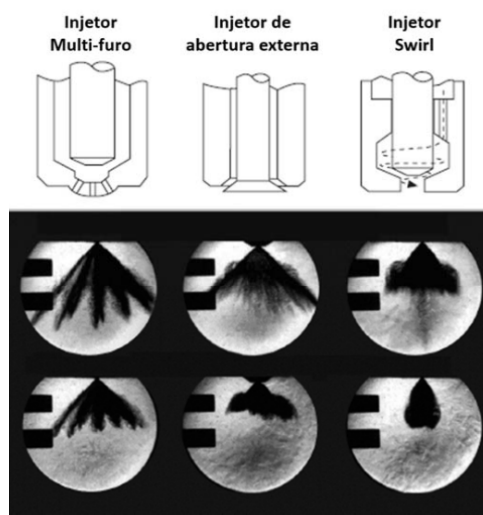 Injetor
Multi-furo
Injetor de
abertura externa
Injetor
Swirl